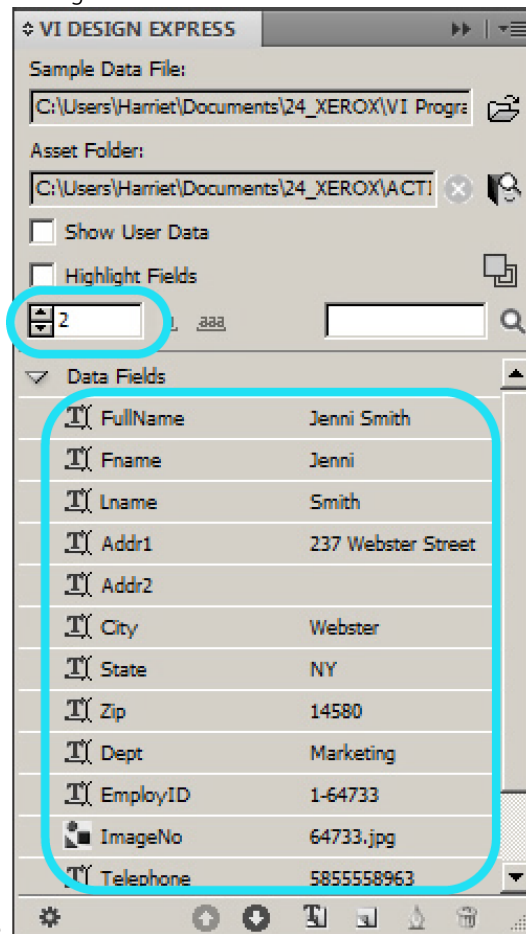 VI DESIGN EXPRESS
Sample Data File:
C:\Users\Harriet\Documents\24_XEROX\VI Progra
Asset Folder:
C:\Users\Harriet\Documents\24_XEROX\ACTI
Show User Data
Highlight Fields
2 aaa
Data Fields
FullName Jenni Smith
Fname Jenni
Lname Smith
Addr1 237 Webster Street
Addr2
City Webster
State NY
Zip 14580
Dept Marketing
EmployID 1-64733
ImageNo 64733.jpg
Telephone 5855558963